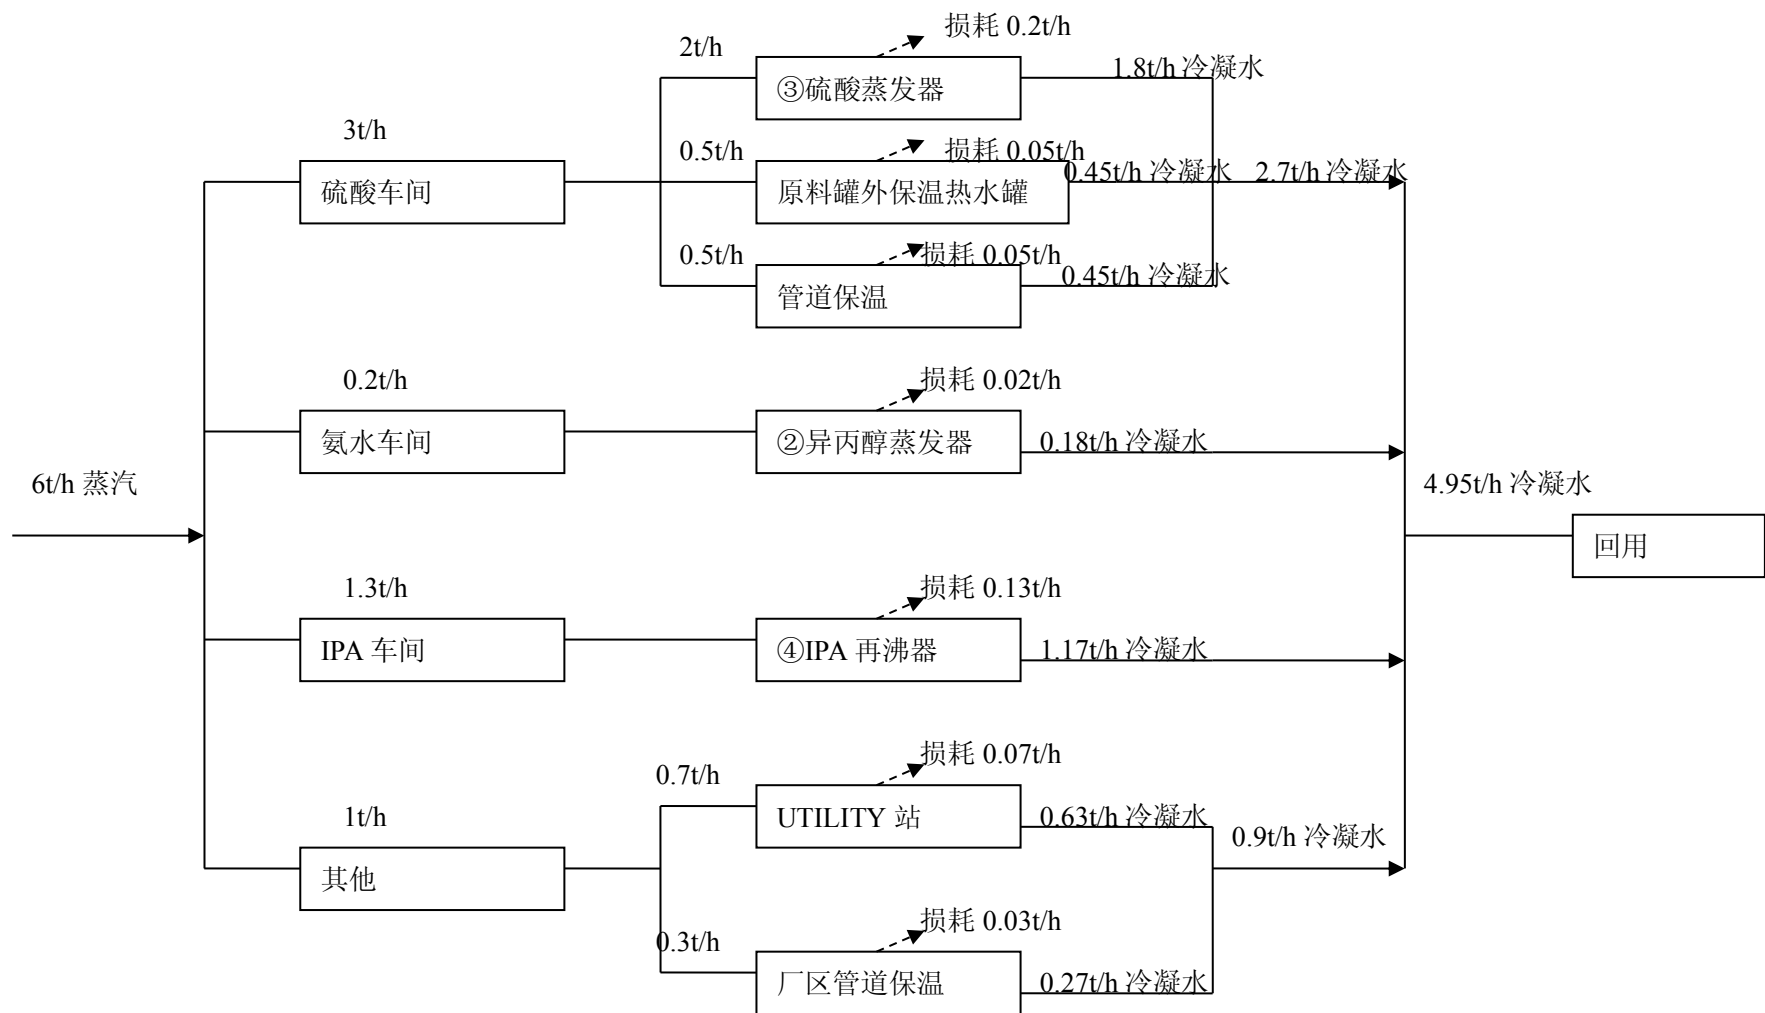 损耗 0.2t/h
2t/h
1.8t/h 冷凝水
③硫酸蒸发器
3t/h
0.5t/h
损耗 0.05t/h
硫酸车间
原料罐外保温热水罐
0.45t/h 冷凝水
2.7t/h 冷凝水
0.5t/h
损耗 0.05t/h
0.45t/h 冷凝水
管道保温
0.2t/h
损耗 0.02t/h
氨水车间
②异丙醇蒸发器
0.18t/h 冷凝水
6t/h 蒸汽
4.95t/h 冷凝水
回用
1.3t/h
损耗 0.13t/h
IPA 车间
④IPA 再沸器
1.17t/h 冷凝水
损耗 0.07t/h
0.7t/h
1t/h
UTILITY 站
0.63t/h 冷凝水
0.9t/h 冷凝水
其他
损耗 0.03t/h
0.3t/h
厂区管道保温
0.27t/h 冷凝水